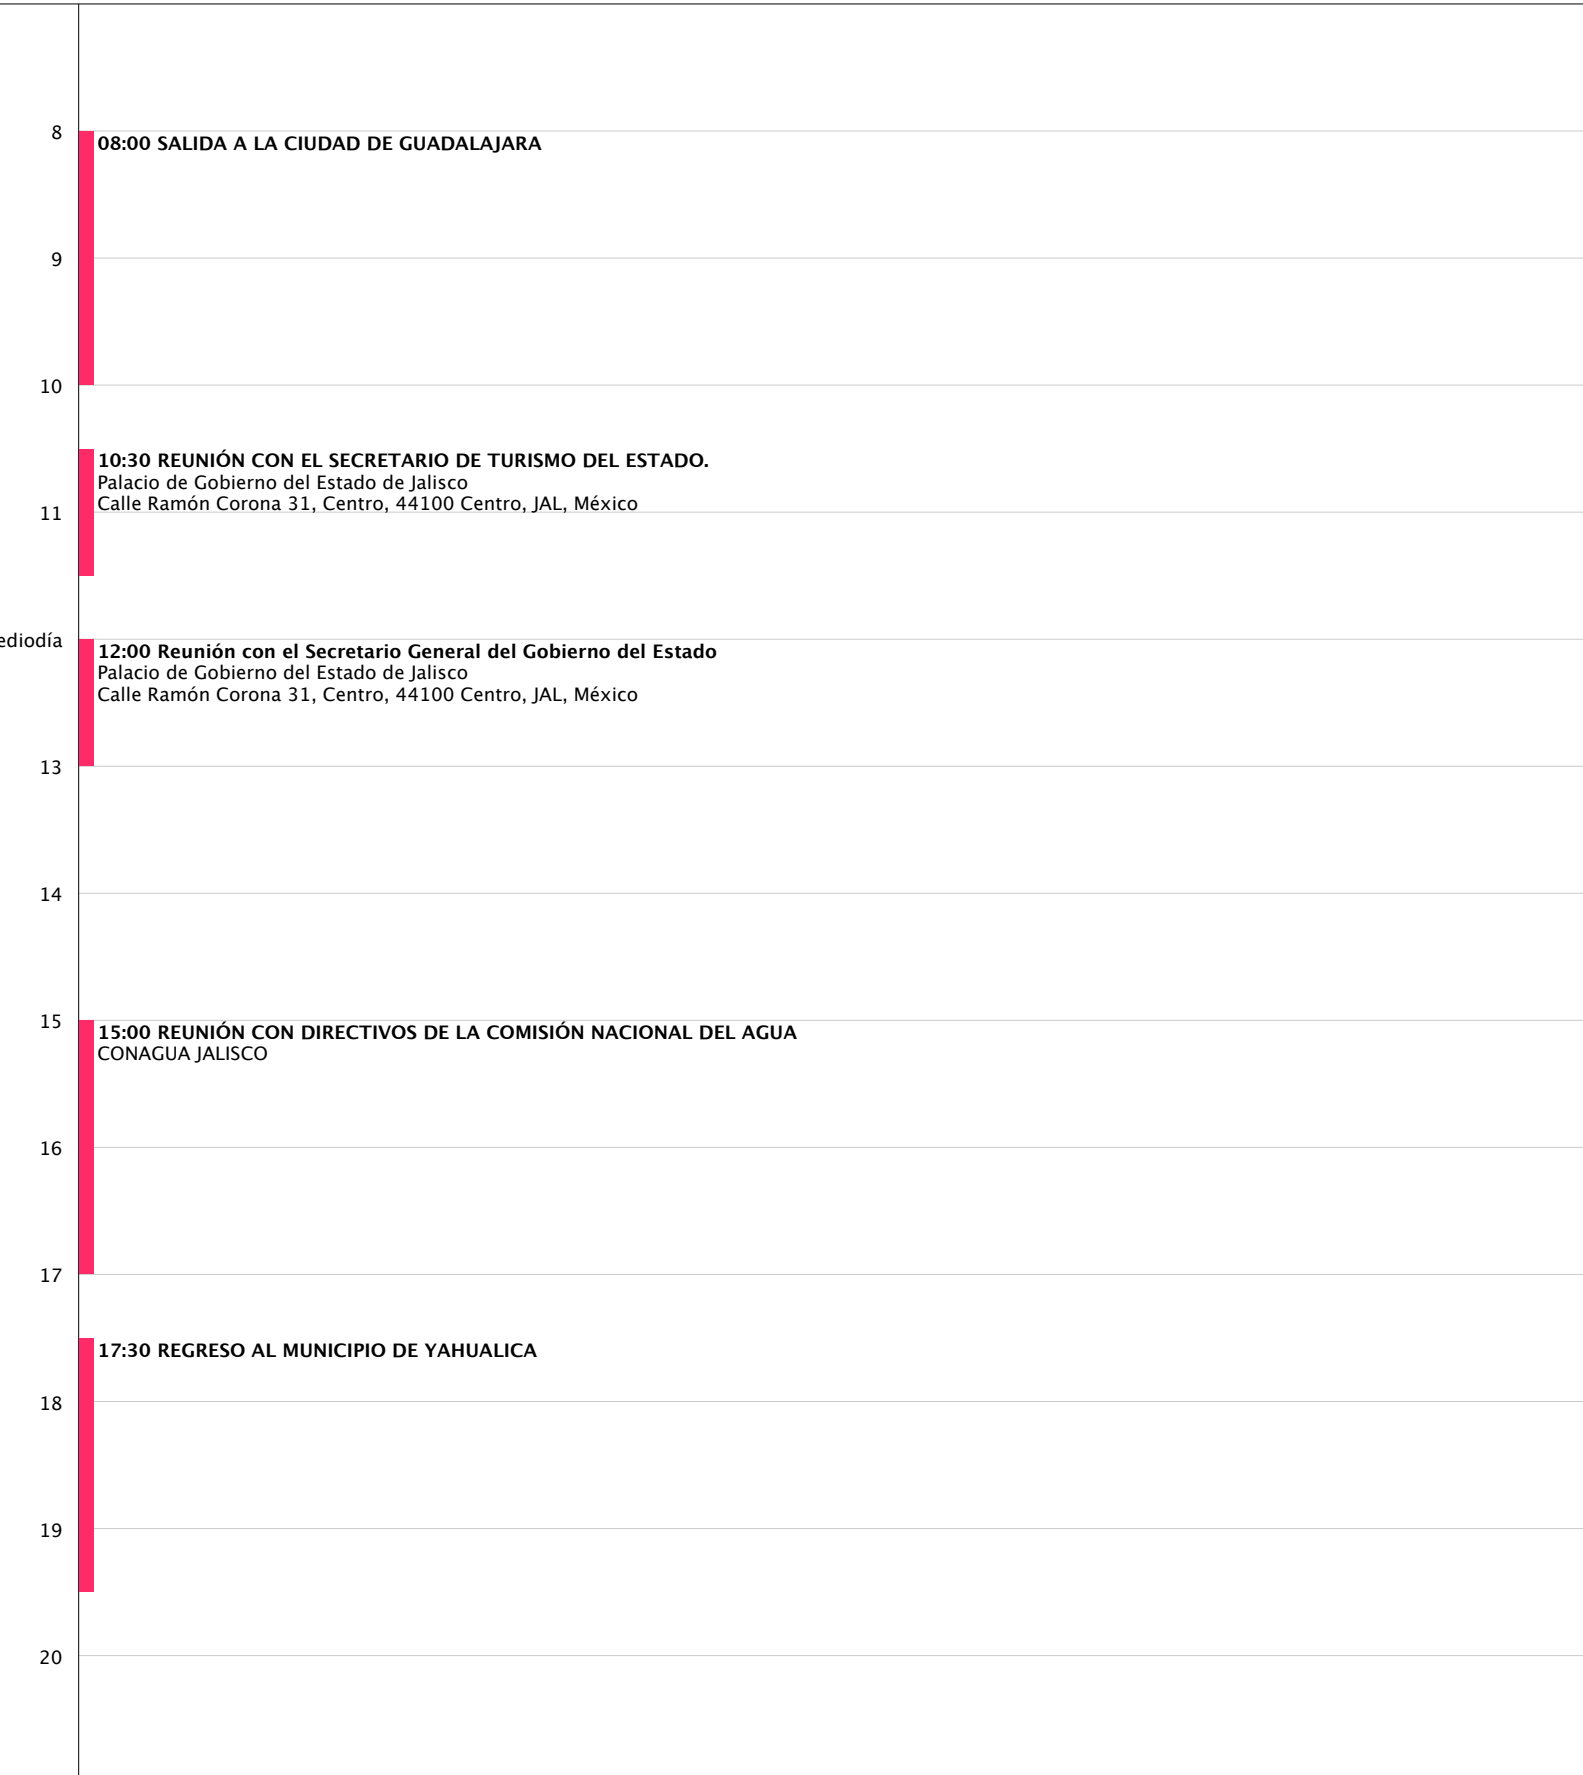 8
08:00 SALIDA A LA CIUDAD DE GUADALAJARA
9
10
10:30 REUNIÓN CON EL SECRETARIO DE TURISMO DEL ESTADO.
Palacio de Gobierno del Estado de Jalisco
Calle Ramón Corona 31, Centro, 44100 Centro, JAL, México
11
ediodía
12:00 Reunión con el Secretario General del Gobierno del Estado
Palacio de Gobierno del Estado de Jalisco
Calle Ramón Corona 31, Centro, 44100 Centro, JAL, México
13
14
15
15:00 REUNIÓN CON DIRECTIVOS DE LA COMISIÓN NACIONAL DEL AGUA
CONAGUA JALISCO
16
17
17:30 REGRESO AL MUNICIPIO DE YAHUALICA
18
19
20